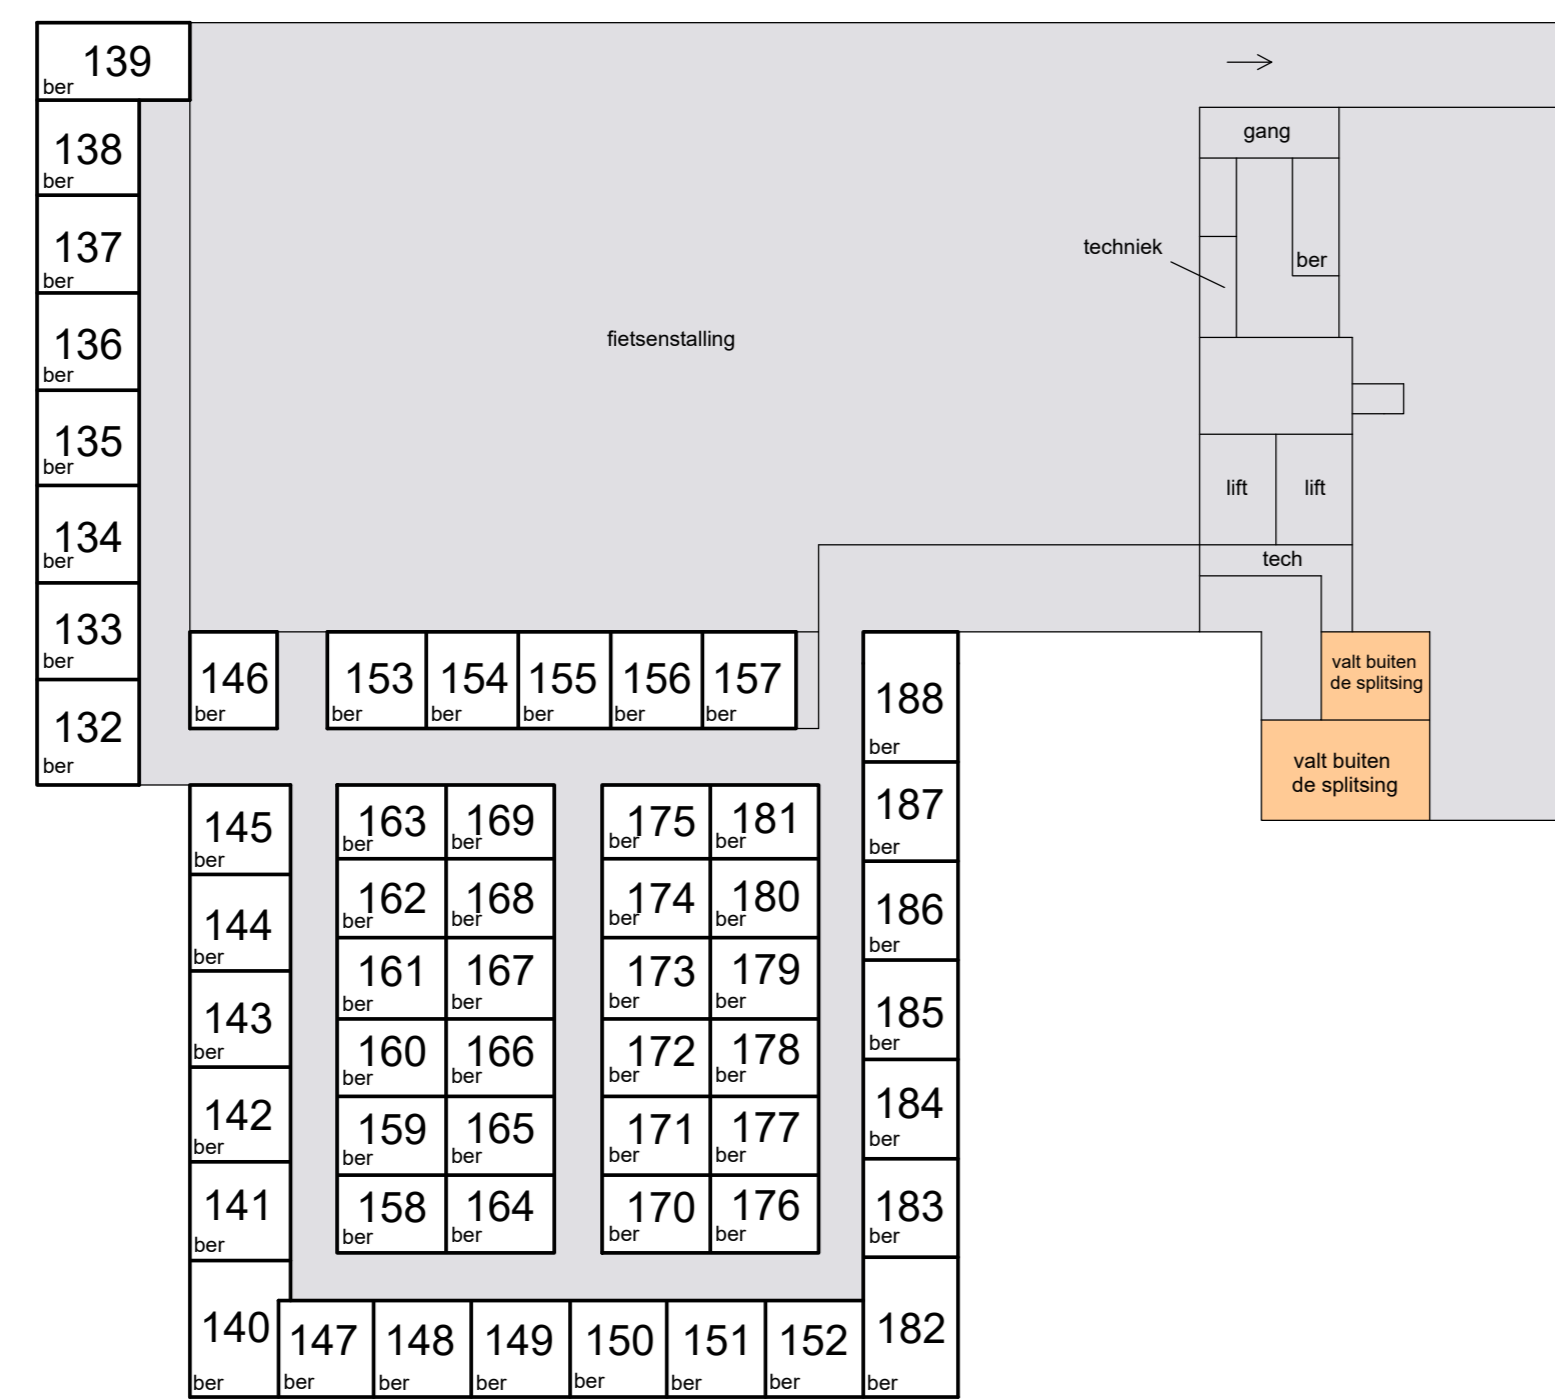 139
ber
138
ber
137
ber
136
ber
135
ber
134
ber
133
ber
132
ber
gang
techniek
ber
fietsenstalling
lift
lift
tech
valt buiten
de splitsing
valt buiten
de splitsing
146
ber
153
ber
154
ber
155
ber
156
ber
157
ber
188
ber
187
ber
186
ber
185
ber
184
ber
183
ber
182
ber
145
ber
144
ber
143
ber
142
ber
141
ber
140
ber
163
ber
169
ber
162
ber
168
ber
161
ber
167
ber
160
ber
166
ber
159
ber
165
ber
158
ber
164
ber
175
ber
181
ber
174
ber
180
ber
173
ber
179
ber
172
ber
178
ber
171
ber
177
ber
170
ber
176
ber
147
ber
148
ber
149
ber
150
ber
151
ber
152
ber